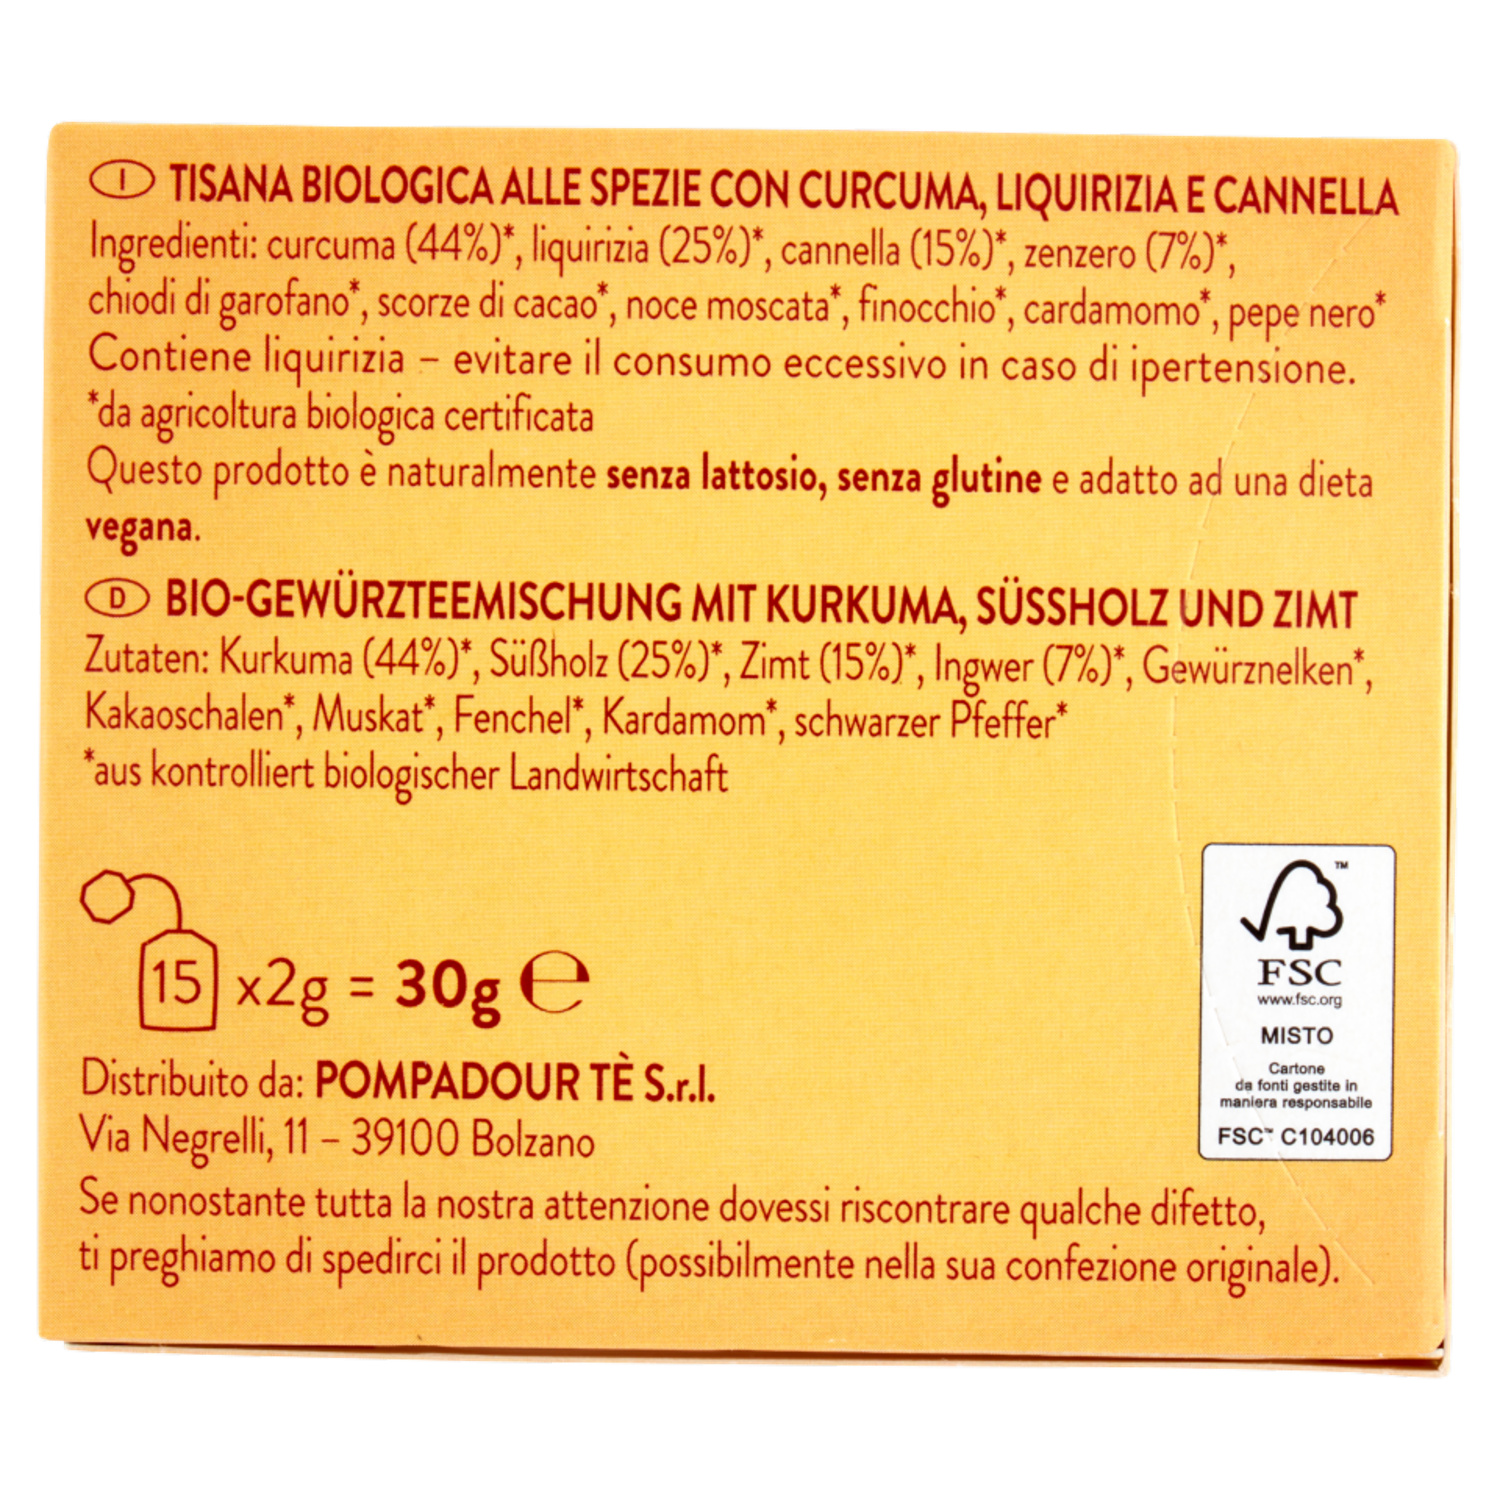 I TISANA BIOLOGICA ALLE SPEZIE CON CURCUMA, LIQUIRIZIA E CANNELLA
Ingredienti: curcuma (44%)*, liquirizia (25%)*, cannella (15%)*, zenzero (7%)*,
chiodi di garofano*, scorze di cacao*, noce moscata*, finocchio*, cardamomo*, pepe nero*
Contiene liquirizia – evitare il consumo eccessivo in caso di ipertensione.
*da agricoltura biologica certificata
Questo prodotto è naturalmente senza lattosio, senza glutine e adatto ad una dieta
vegana.
D BIO-GEWÜRZTEEMISCHUNG MIT KURKUMA, SÜSSHOLZ UND ZIMT
Zutaten: Kurkuma (44%)*, Süßholz (25%)*, Zimt (15%)*, Ingwer (7%)*, Gewürznelken*,
Kakaoschalen*, Muskat*, Fenchel*, Kardamom*, schwarzer Pfeffer*
*aus kontrolliert biologischer Landwirtschaft
15 x2g = 30g ℮
Distribuito da: POMPADOUR TÈ S.r.l.
Via Negrelli, 11 – 39100 Bolzano
Se nonostante tutta la nostra attenzione dovessi riscontrare qualche difetto,
ti preghiamo di spedirci il prodotto (possibilmente nella sua confezione originale).
TM
FSC
www.fsc.org
MISTO
Cartone
da fonti gestite in
maniera responsabile
FSC™ C104006